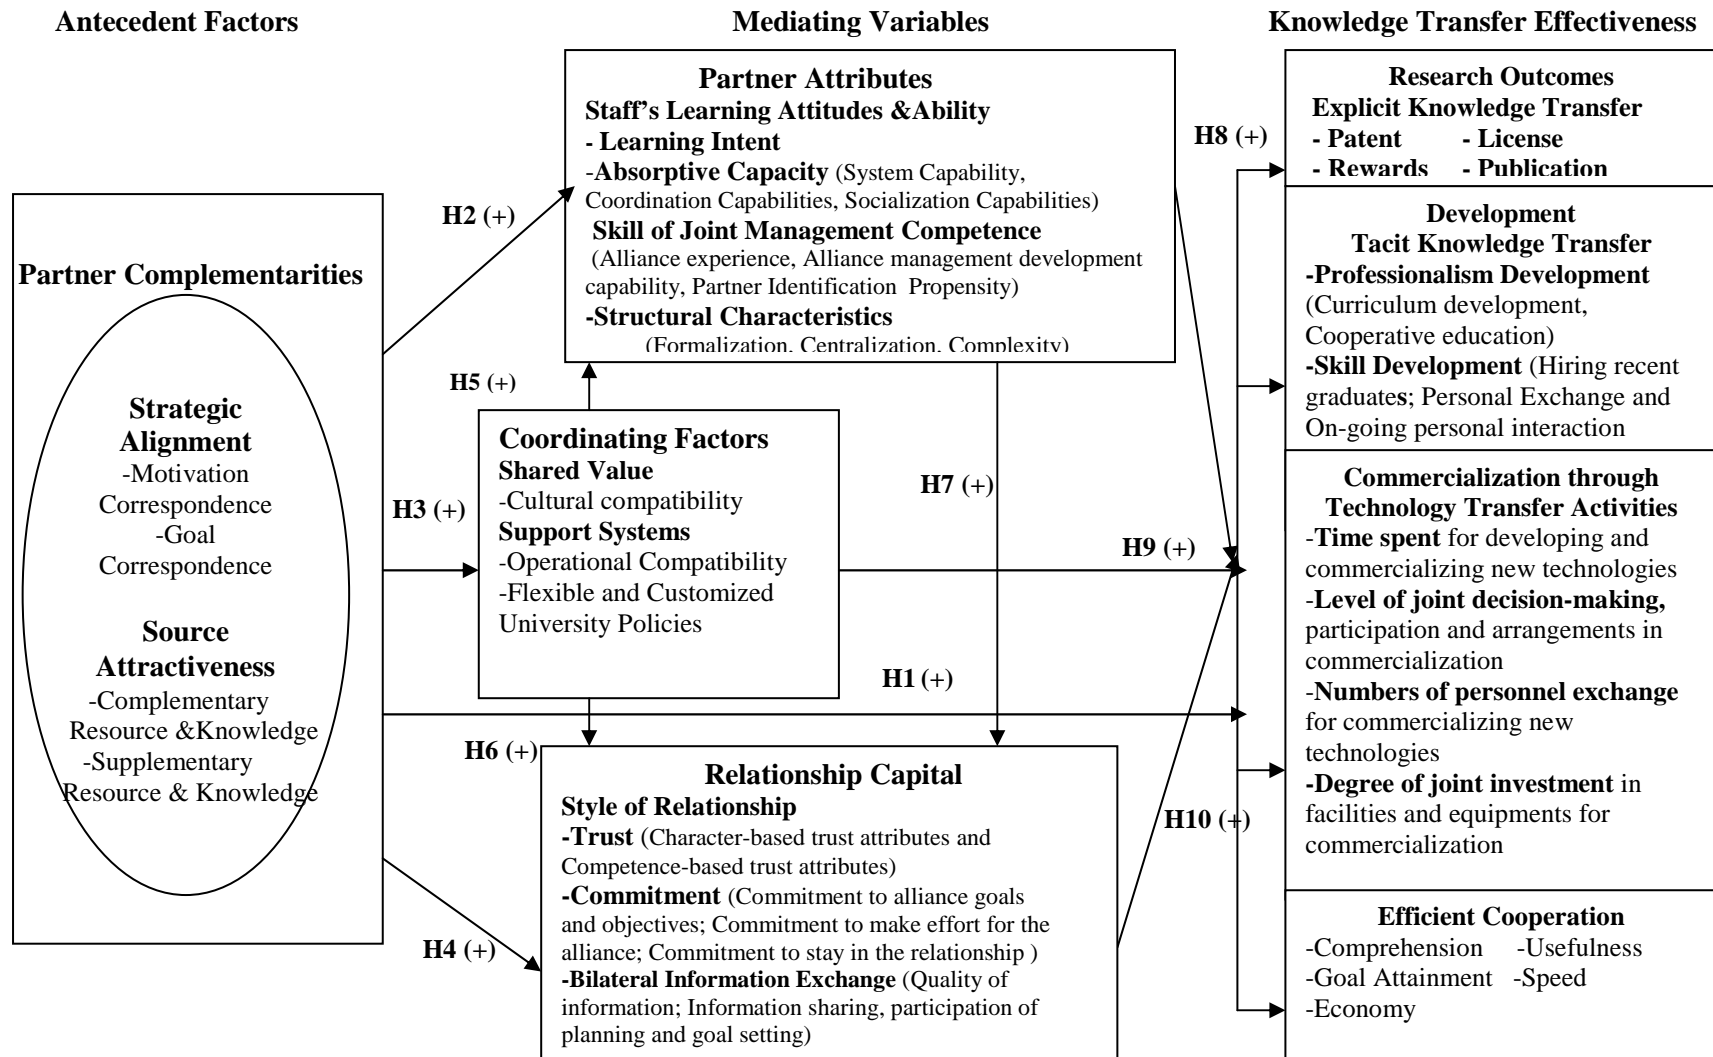 Antecedent Factors
Mediating Variables
Knowledge Transfer Effectiveness
Partner Complementarities
Strategic
Alignment
-Motivation
Correspondence
-Goal
Correspondence
Source
Attractiveness
-Complementary
Resource &Knowledge
-Supplementary
Resource & Knowledge
H2 (+)
H3 (+)
H4 (+)
Partner Attributes
Staff’s Learning Attitudes &Ability
- Learning Intent
-Absorptive Capacity (System Capability,
Coordination Capabilities, Socialization Capabilities)
Skill of Joint Management Competence
(Alliance experience, Alliance management development
capability, Partner Identification Propensity)
-Structural Characteristics
(Formalization, Centralization, Complexity)
H5 (+)
Coordinating Factors
Shared Value
-Cultural compatibility
Support Systems
-Operational Compatibility
-Flexible and Customized
University Policies
H7 (+)
H1 (+)
H6 (+)
Relationship Capital
Style of Relationship
-Trust (Character-based trust attributes and
Competence-based trust attributes)
-Commitment (Commitment to alliance goals
and objectives; Commitment to make effort for the
alliance; Commitment to stay in the relationship )
-Bilateral Information Exchange (Quality of
information; Information sharing, participation of
planning and goal setting)
H8 (+)
H9 (+)
H10 (+)
Research Outcomes
Explicit Knowledge Transfer
- Patent - License
- Rewards - Publication
Development
Tacit Knowledge Transfer
-Professionalism Development
(Curriculum development,
Cooperative education)
-Skill Development (Hiring recent
graduates; Personal Exchange and
On-going personal interaction
Commercialization through
Technology Transfer Activities
-Time spent for developing and
commercializing new technologies
-Level of joint decision-making,
participation and arrangements in
commercialization
-Numbers of personnel exchange
for commercializing new
technologies
-Degree of joint investment in
facilities and equipments for
commercialization
Efficient Cooperation
-Comprehension -Usefulness
-Goal Attainment -Speed
-Economy